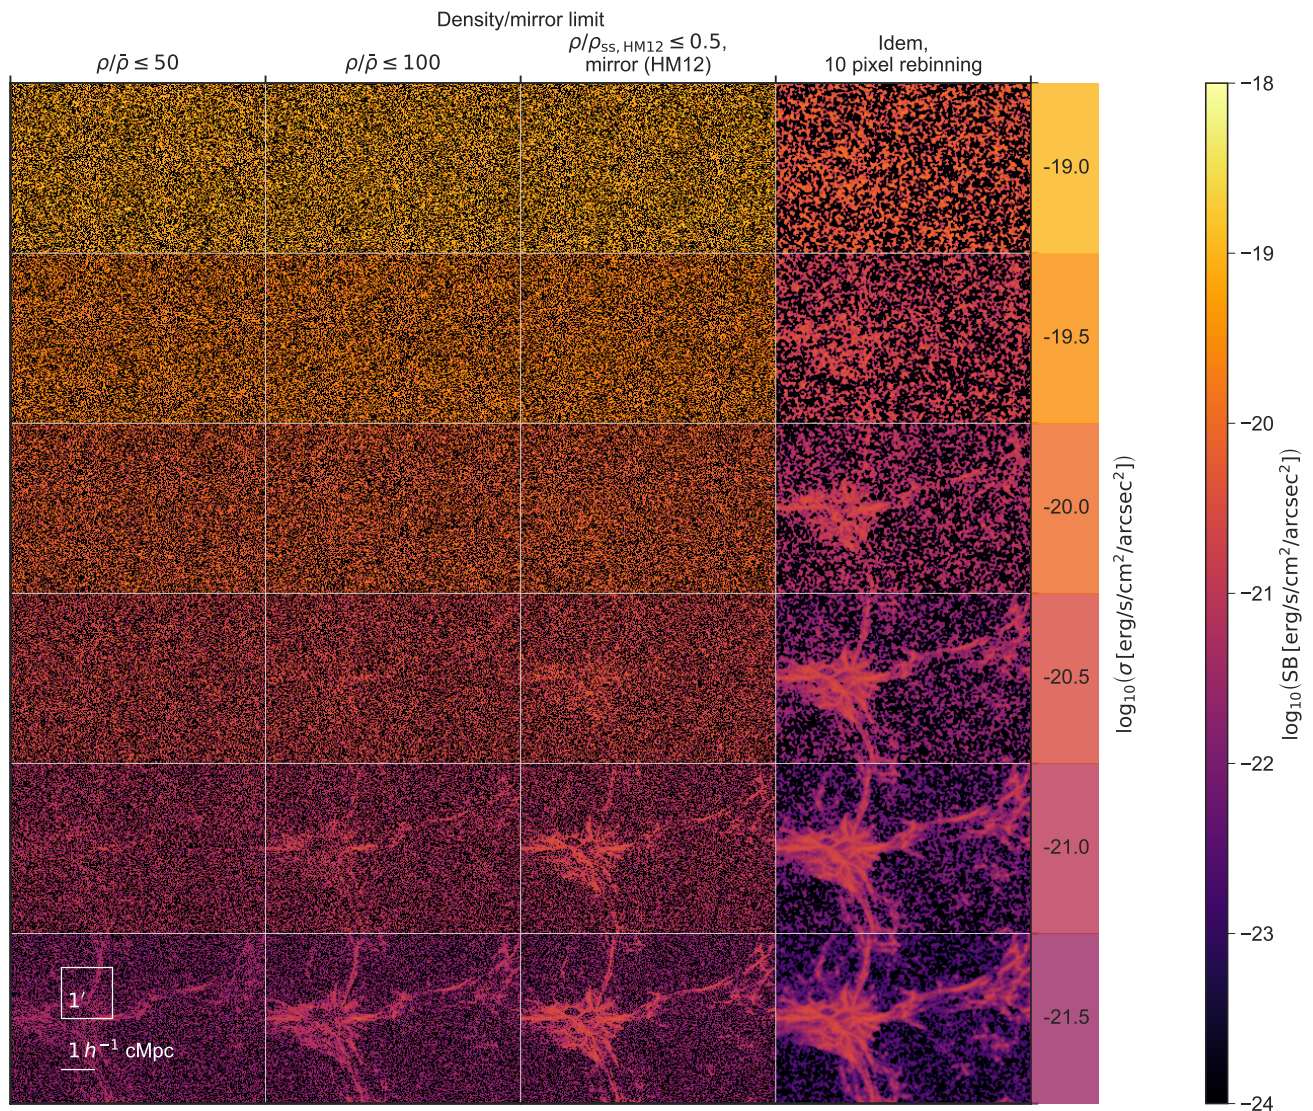 Density/mirror limit
ρ/ρ̄ ≤ 50
ρ/ρ̄ ≤ 100
ρ/ρ_ss, HM12 ≤ 0.5,
mirror (HM12)
Idem,
10 pixel rebinning
-19.0
-19.5
-20.0
-20.5
-21.0
-21.5
log₁₀(σ [erg/s/cm²/arcsec²])
1′
1 h⁻¹ cMpc
−18
−19
−20
−21
−22
−23
−24
log₁₀(SB [erg/s/cm²/arcsec²])